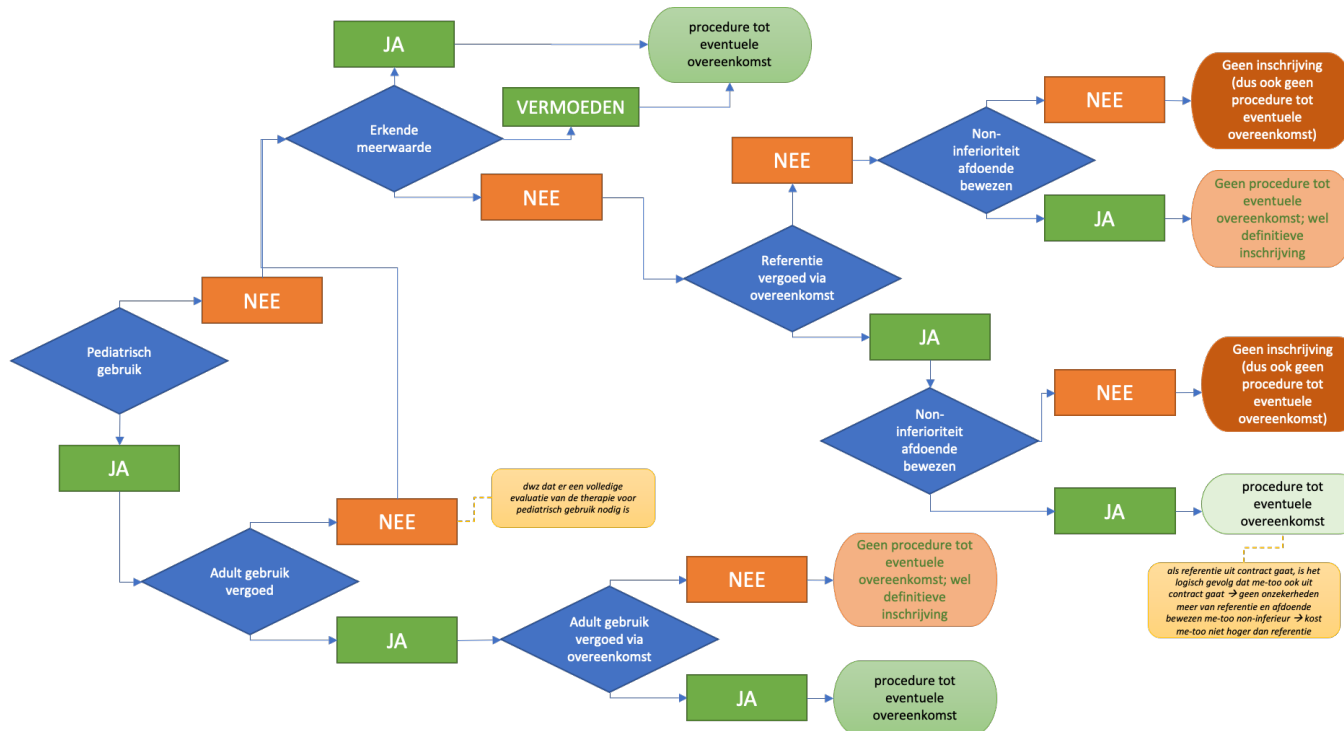 JA
procedure tot
eventuele
overeenkomst
VERMOEDEN
Erkende
meerwaarde
NEE
NEE
Non-
inferioriteit
afdoende
bewezen
NEE
Geen inschrijving
(dus ook geen
procedure tot
eventuele
overeenkomst)
JA
Geen procedure tot
eventuele
overeenkomst; wel
definitieve
inschrijving
Referentie
vergoed via
overeenkomst
NEE
Pediatrisch
gebruik
JA
JA
Non-
inferioriteit
afdoende
bewezen
NEE
Geen inschrijving
(dus ook geen
procedure tot
eventuele
overeenkomst)
JA
procedure tot
eventuele
overeenkomst
als referentie uit contract gaat, is het
logisch gevolg dat me-too ook uit
contract gaat → geen onzekerheden
meer van referentie en afdoende
bewezen me-too non-inferieur → kost
me-too niet hoger dan referentie
NEE
dwz dat er een volledige
evaluatie van de therapie voor
pediatrisch gebruik nodig is
Adult gebruik
vergoed
JA
Adult gebruik
vergoed via
overeenkomst
NEE
Geen procedure tot
eventuele
overeenkomst; wel
definitieve
inschrijving
JA
procedure tot
eventuele
overeenkomst